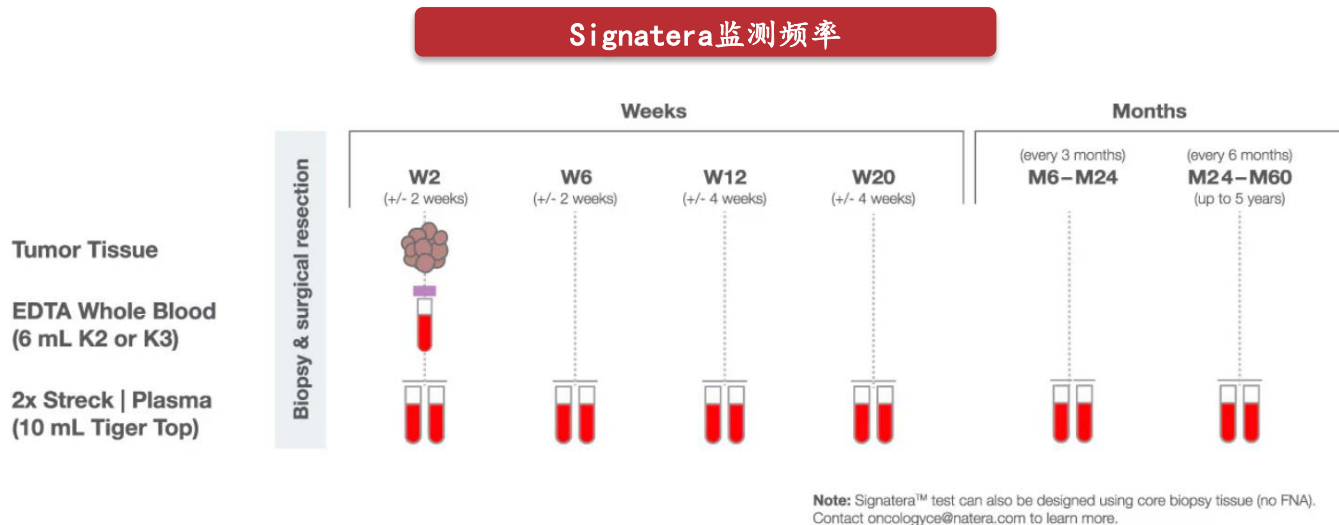 Signatera监测频率
Weeks
Months
Biopsy & surgical resection
W2
(+/- 2 weeks)
W6
(+/- 2 weeks)
W12
(+/- 4 weeks)
W20
(+/- 4 weeks)
(every 3 months)
M6–M24
(every 6 months)
M24–M60
(up to 5 years)
Tumor Tissue
EDTA Whole Blood
(6 mL K2 or K3)
2x Streck | Plasma
(10 mL Tiger Top)
Note: Signatera™ test can also be designed using core biopsy tissue (no FNA).
Contact oncologyce@natera.com to learn more.